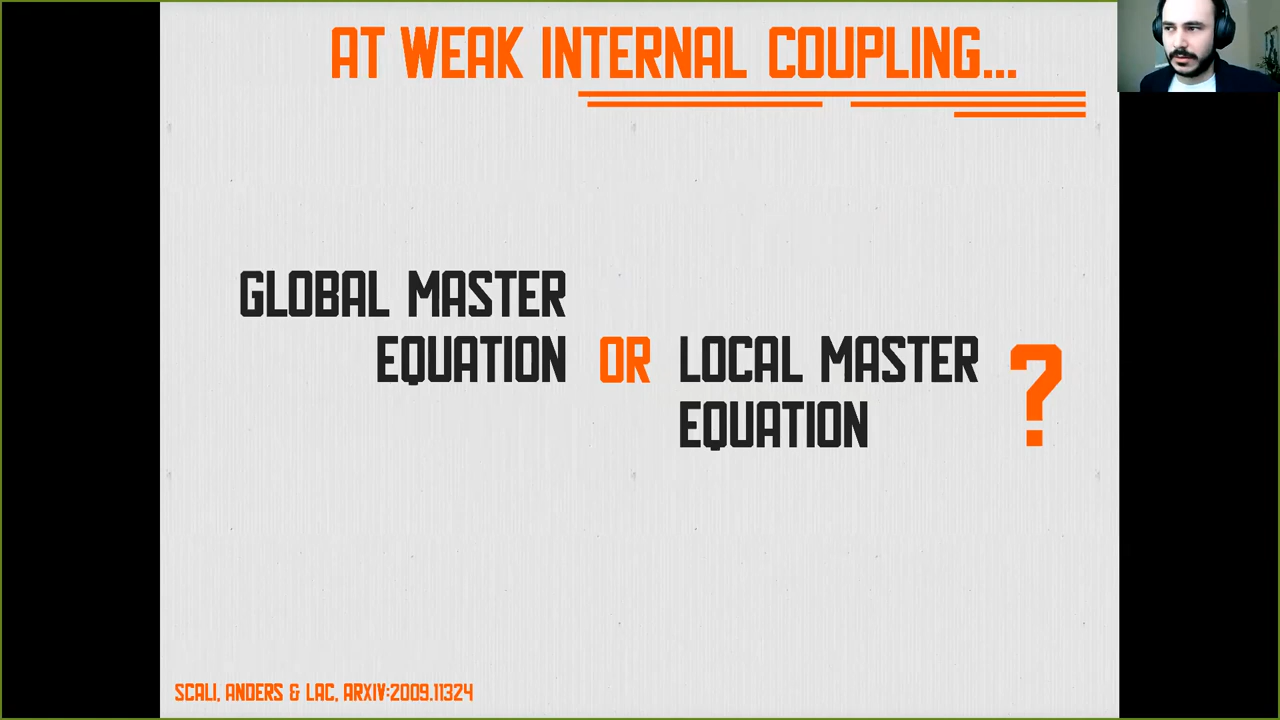 AT WEAK INTERNAL COUPLING...
GLOBAL MASTER
EQUATION OR LOCAL MASTER
EQUATION
?
SCALI, ANDERS & LAC, ARXIV:2009.11324